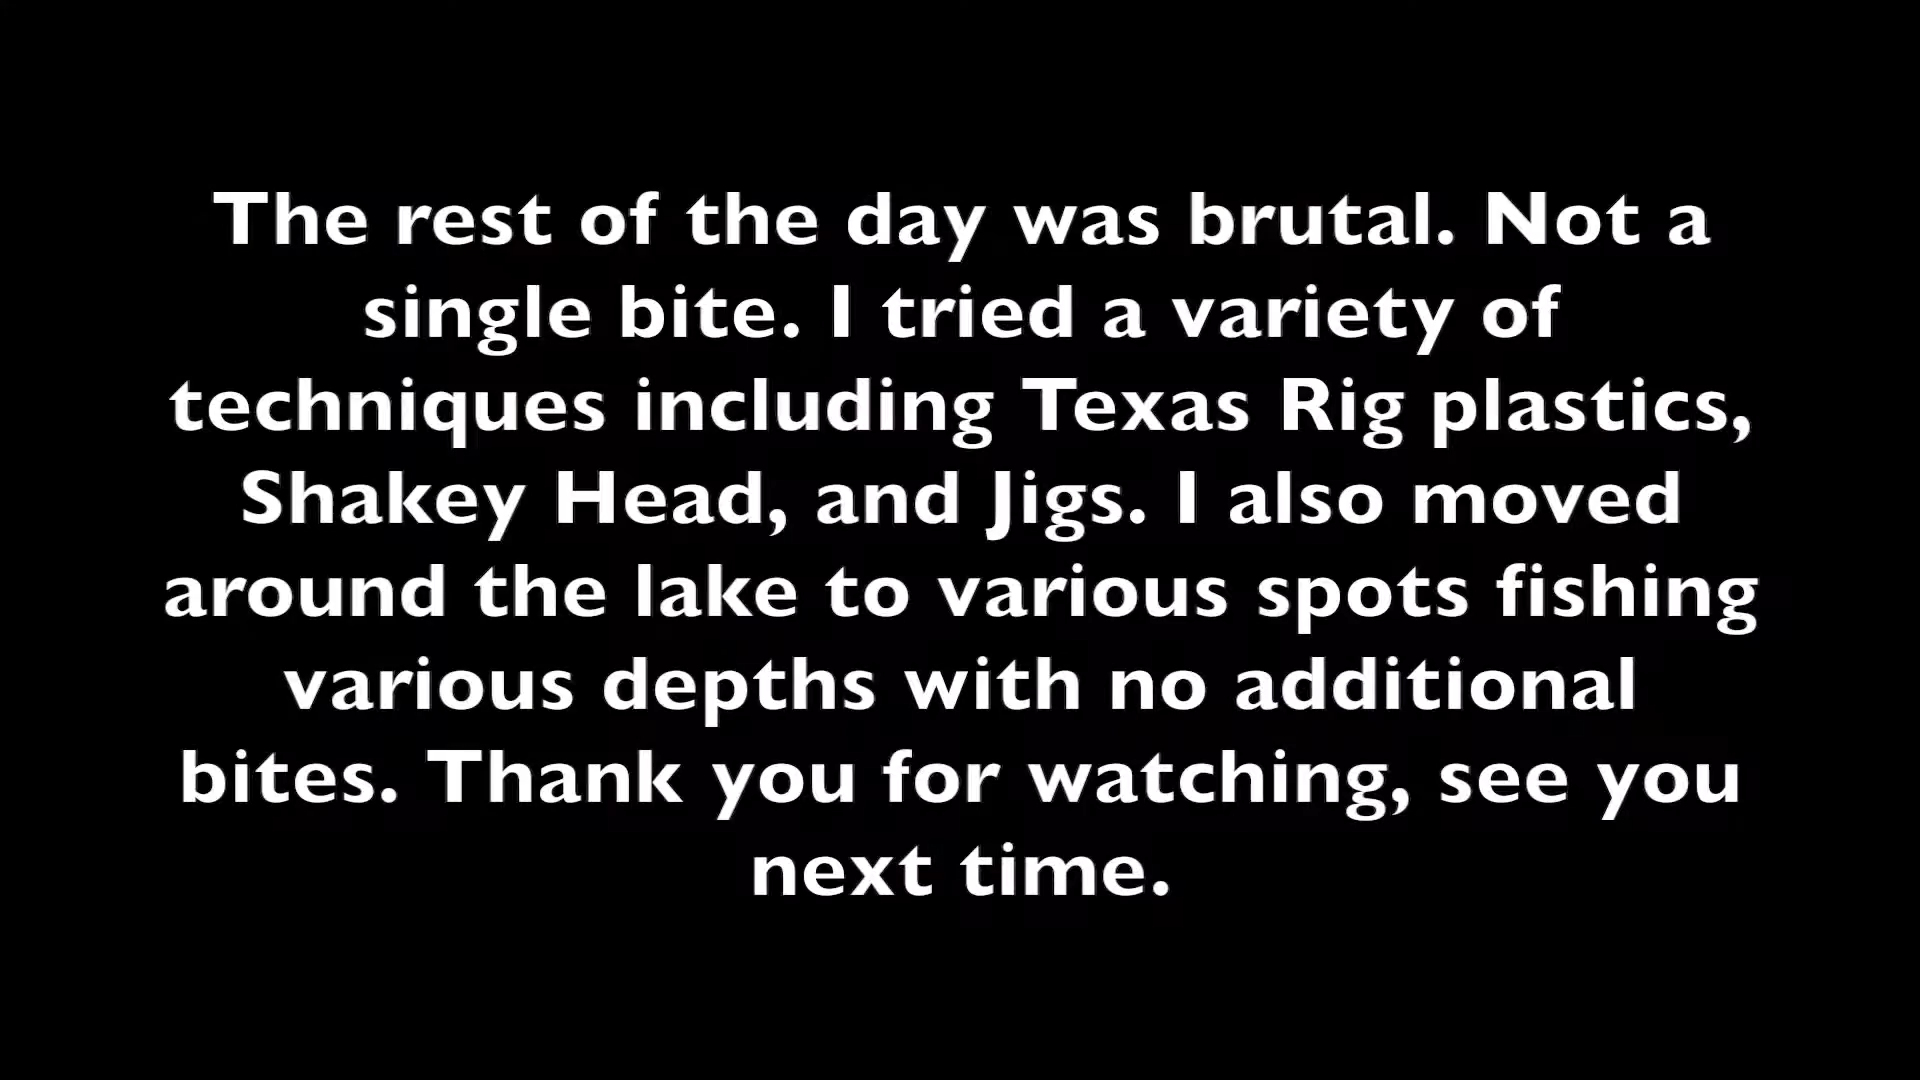 The rest of the day was brutal. Not a
single bite. I tried a variety of
techniques including Texas Rig plastics,
Shakey Head, and Jigs. I also moved
around the lake to various spots fishing
various depths with no additional
bites. Thank you for watching, see you
next time.